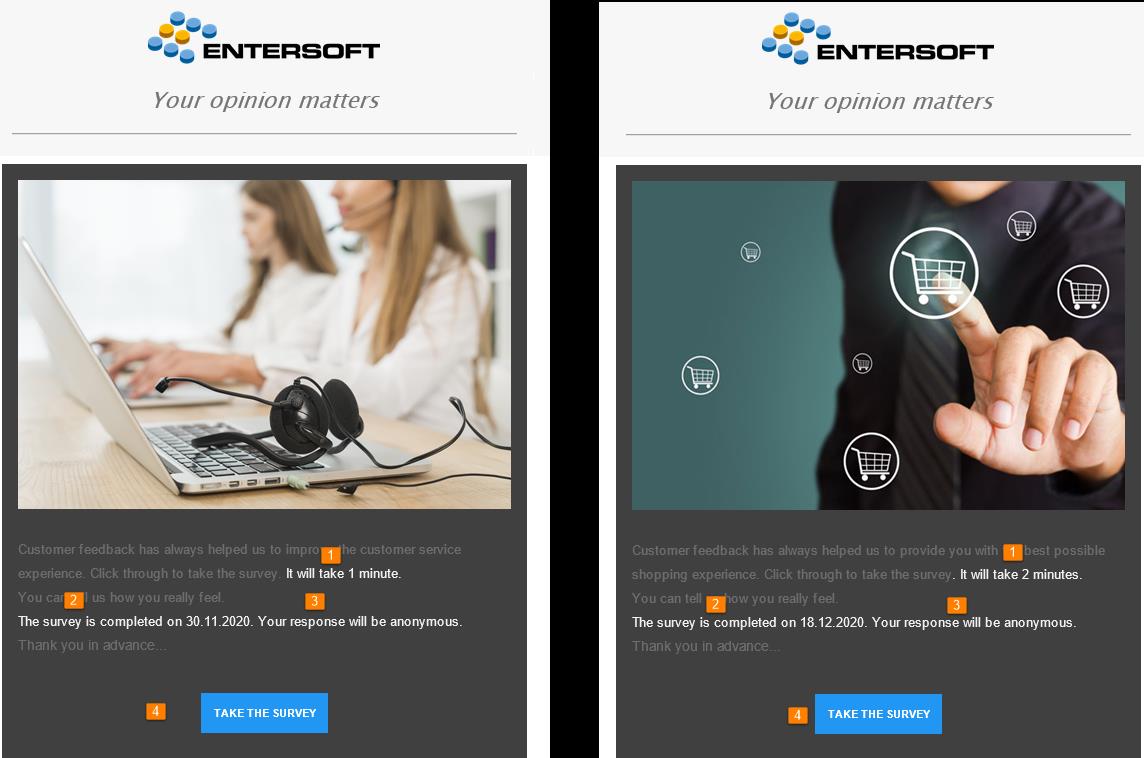 ENTERSOFT
Your opinion matters
Customer feedback has always helped us to improve the customer service
1
experience. Click through to take the survey. It will take 1 minute.
You can tell us how you really feel.
2
3
The survey is completed on 30.11.2020. Your response will be anonymous.
Thank you in advance...
4
TAKE THE SURVEY
ENTERSOFT
Your opinion matters
Customer feedback has always helped us to provide you with best possible
1
shopping experience. Click through to take the survey. It will take 2 minutes.
You can tell how you really feel.
2
3
The survey is completed on 18.12.2020. Your response will be anonymous.
Thank you in advance...
4
TAKE THE SURVEY